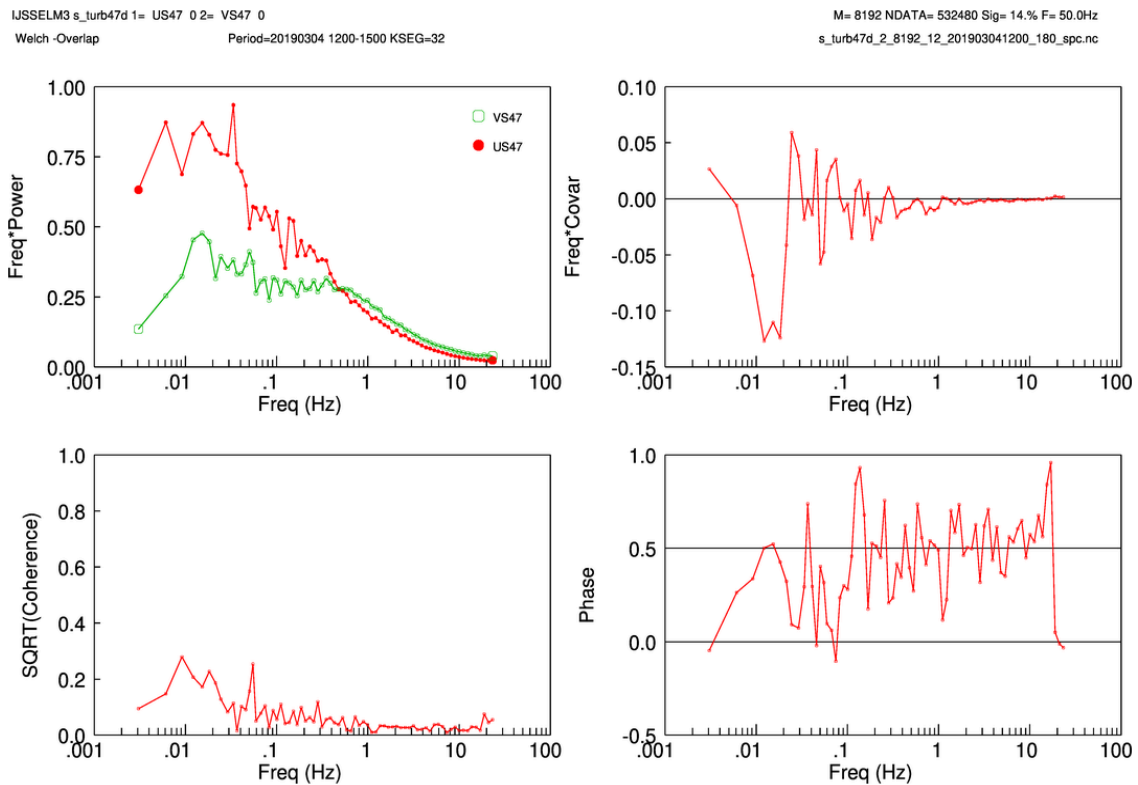 IJSSELM3 s_turb47d 1= US47 0 2= VS47 0
M= 8192 NDATA= 532480 Sig= 14.% F= 50.0Hz
Welch -Overlap Period=20190304 1200-1500 KSEG=32
s_turb47d_2_8192_12_201903041200_180_spc.nc
1.00
0.75
0.50
0.25
0.00
Freq*Power
VS47
US47
.001 .01 .1 1 10 100
Freq (Hz)
0.10
0.05
0.00
-0.05
-0.10
-0.15
Freq*Covar
.001 .01 .1 1 10 100
Freq (Hz)
1.0
0.8
0.6
0.4
0.2
0.0
SQRT(Coherence)
.001 .01 .1 1 10 100
Freq (Hz)
1.0
0.5
0.0
-0.5
Phase
.001 .01 .1 1 10 100
Freq (Hz)